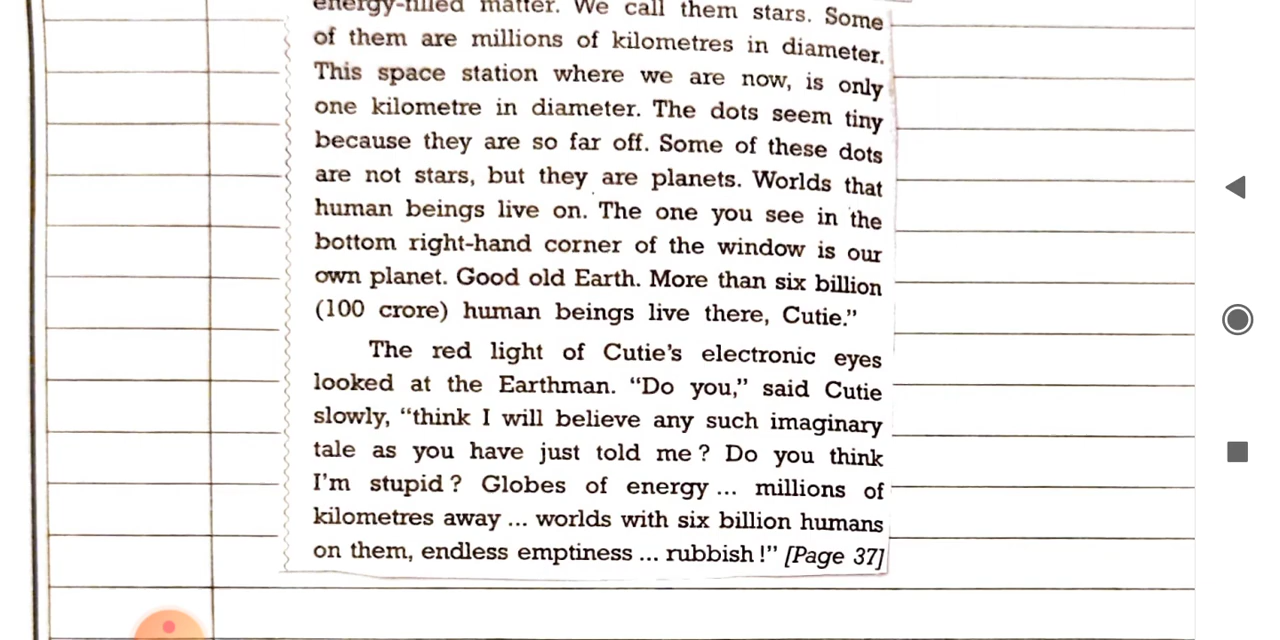 energy-filled matter. We call them stars. Some
of them are millions of kilometres in diameter.
This space station where we are now, is only
one kilometre in diameter. The dots seem tiny
because they are so far off. Some of these dots
are not stars, but they are planets. Worlds that
human beings live on. The one you see in the
bottom right-hand corner of the window is our
own planet. Good old Earth. More than six billion
(100 crore) human beings live there, Cutie.”
The red light of Cutie’s electronic eyes
looked at the Earthman. “Do you,” said Cutie
slowly, “think I will believe any such imaginary
tale as you have just told me ? Do you think
I’m stupid ? Globes of energy ... millions of
kilometres away ... worlds with six billion humans
on them, endless emptiness ... rubbish !” [Page 37]